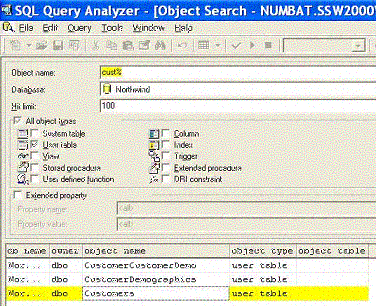 SQL Query Analyzer - [Object Search - NUMBAT.SSW2000
File Edit Query Tools Window Help
Object name: cust%
Database: Northwind
Hit limit: 100
All object types
System table Column
User table Index
View Trigger
Stored procedure Extended procedure
User defined function DRI constraint
Extended property
Property name: <all>
Property value: <all>
db name owner object name object type object table
Nor... dbo CustomerCustomerDemo user table
Nor... dbo CustomerDemographics user table
Nor... dbo Customers user table